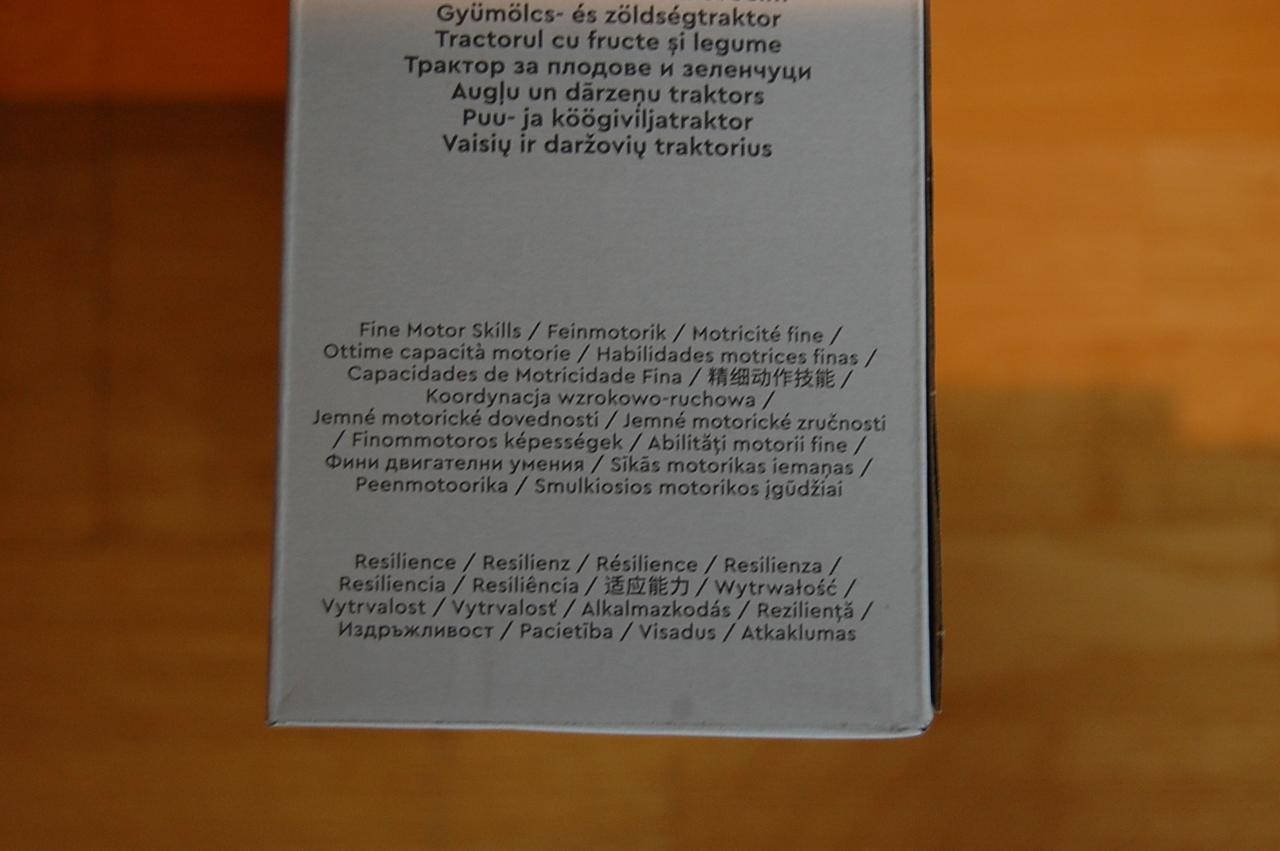 Gyümölcs- és zöldségtraktor
Tractorul cu fructe și legume
Трактор за плодове и зеленчуци
Augļu un dārzeņu traktors
Puu- ja köögiviljatraktor
Vaisių ir daržovių traktorius
Fine Motor Skills / Feinmotorik / Motricité fine /
Ottime capacità motorie / Habilidades motrices finas /
Capacidades de Motricidade Fina / 精细动作技能 /
Koordynacja wzrokowo-ruchowa /
Jemné motorické dovednosti / Jemné motorické zručnosti
/ Finommotoros képességek / Abilităţi motorii fine /
Фини двигателни умения / Sīkās motorikas iemaņas /
Peenmotoorika / Smulkiosios motorikos įgūdžiai
Resilience / Resilienz / Résilience / Resilienza /
Resiliencia / Resiliência / 适应能力 / Wytrwałość /
Vytrvalost / Vytrvalosť / Alkalmazkodás / Rezilienţă /
Издръжливост / Pacietība / Visadus / Atkaklumas